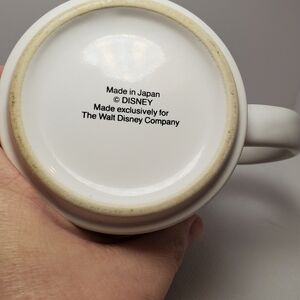 Made in Japan
© DISNEY
Made exclusively for
The Walt Disney Company